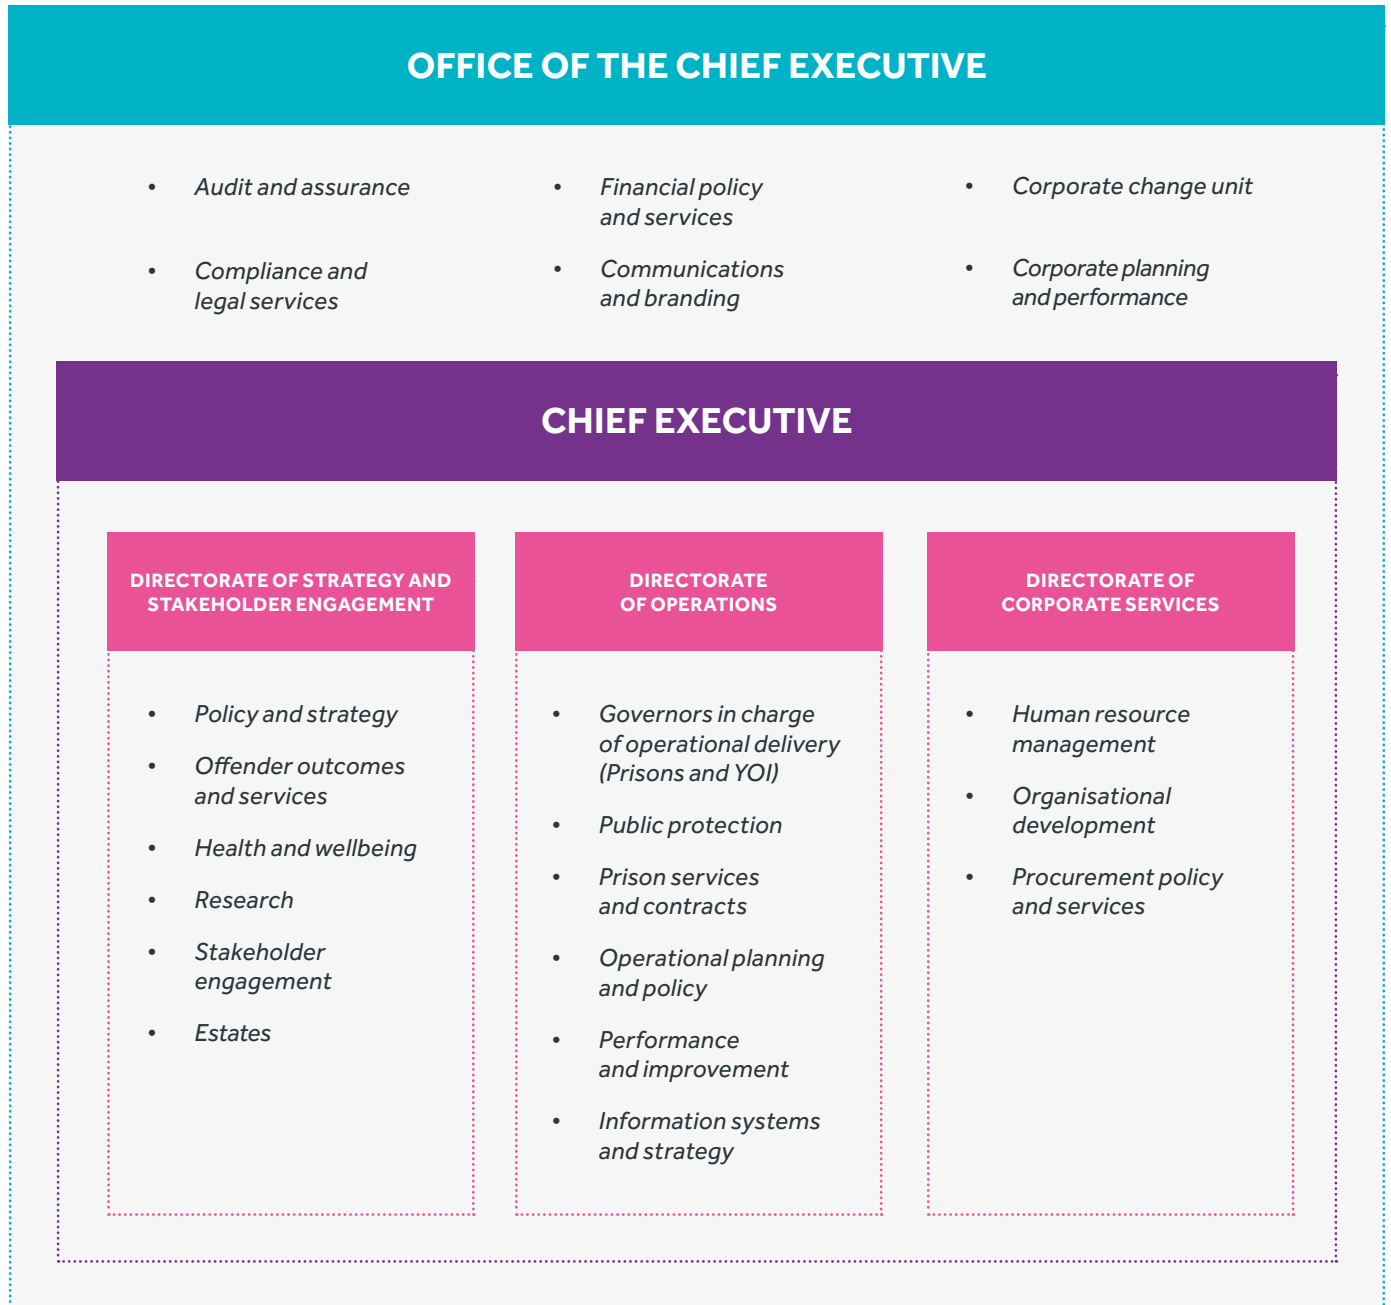 OFFICE OF THE CHIEF EXECUTIVE
• Audit and assurance
• Compliance and
legal services
• Financial policy
and services
• Communications
and branding
• Corporate change unit
• Corporate planning
and performance
CHIEF EXECUTIVE
DIRECTORATE OF STRATEGY AND
STAKEHOLDER ENGAGEMENT
• Policy and strategy
• Offender outcomes
and services
• Health and wellbeing
• Research
• Stakeholder
engagement
• Estates
DIRECTORATE
OF OPERATIONS
• Governors in charge
of operational delivery
(Prisons and YOI)
• Public protection
• Prison services
and contracts
• Operational planning
and policy
• Performance
and improvement
• Information systems
and strategy
DIRECTORATE OF
CORPORATE SERVICES
• Human resource
management
• Organisational
development
• Procurement policy
and services